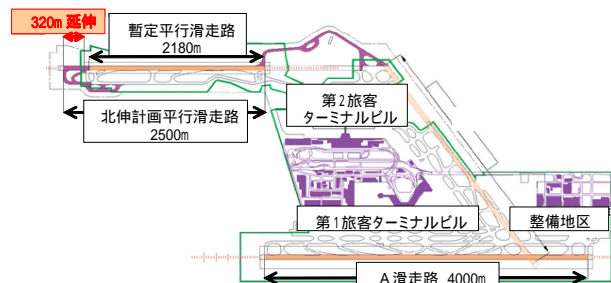 320m 延伸
暫定平行滑走路
2180m
北伸計画平行滑走路
2500m
第2旅客
ターミナルビル
第1旅客ターミナルビル
整備地区
A滑走路 4000m